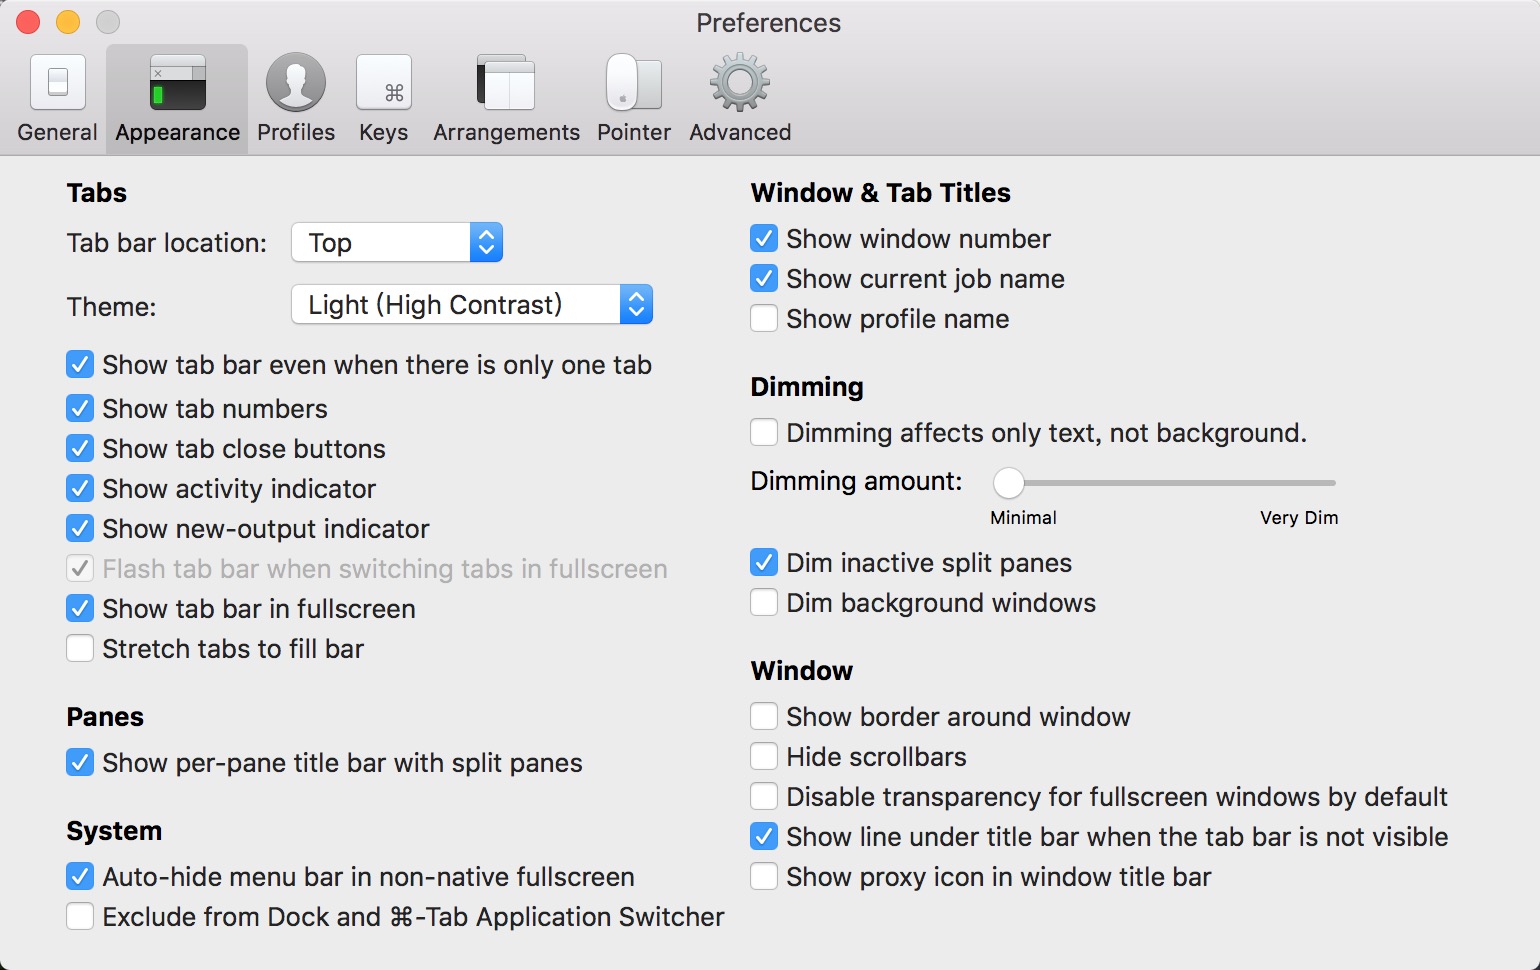 Preferences
General
Appearance
Profiles
Keys
Arrangements
Pointer
Advanced
Tabs
Tab bar location:
Top
Theme:
Light (High Contrast)
Show tab bar even when there is only one tab
Show tab numbers
Show tab close buttons
Show activity indicator
Show new-output indicator
Flash tab bar when switching tabs in fullscreen
Show tab bar in fullscreen
Stretch tabs to fill bar
Panes
Show per-pane title bar with split panes
System
Auto-hide menu bar in non-native fullscreen
Exclude from Dock and ⌘-Tab Application Switcher
Window & Tab Titles
Show window number
Show current job name
Show profile name
Dimming
Dimming affects only text, not background.
Dimming amount:
Minimal
Very Dim
Dim inactive split panes
Dim background windows
Window
Show border around window
Hide scrollbars
Disable transparency for fullscreen windows by default
Show line under title bar when the tab bar is not visible
Show proxy icon in window title bar